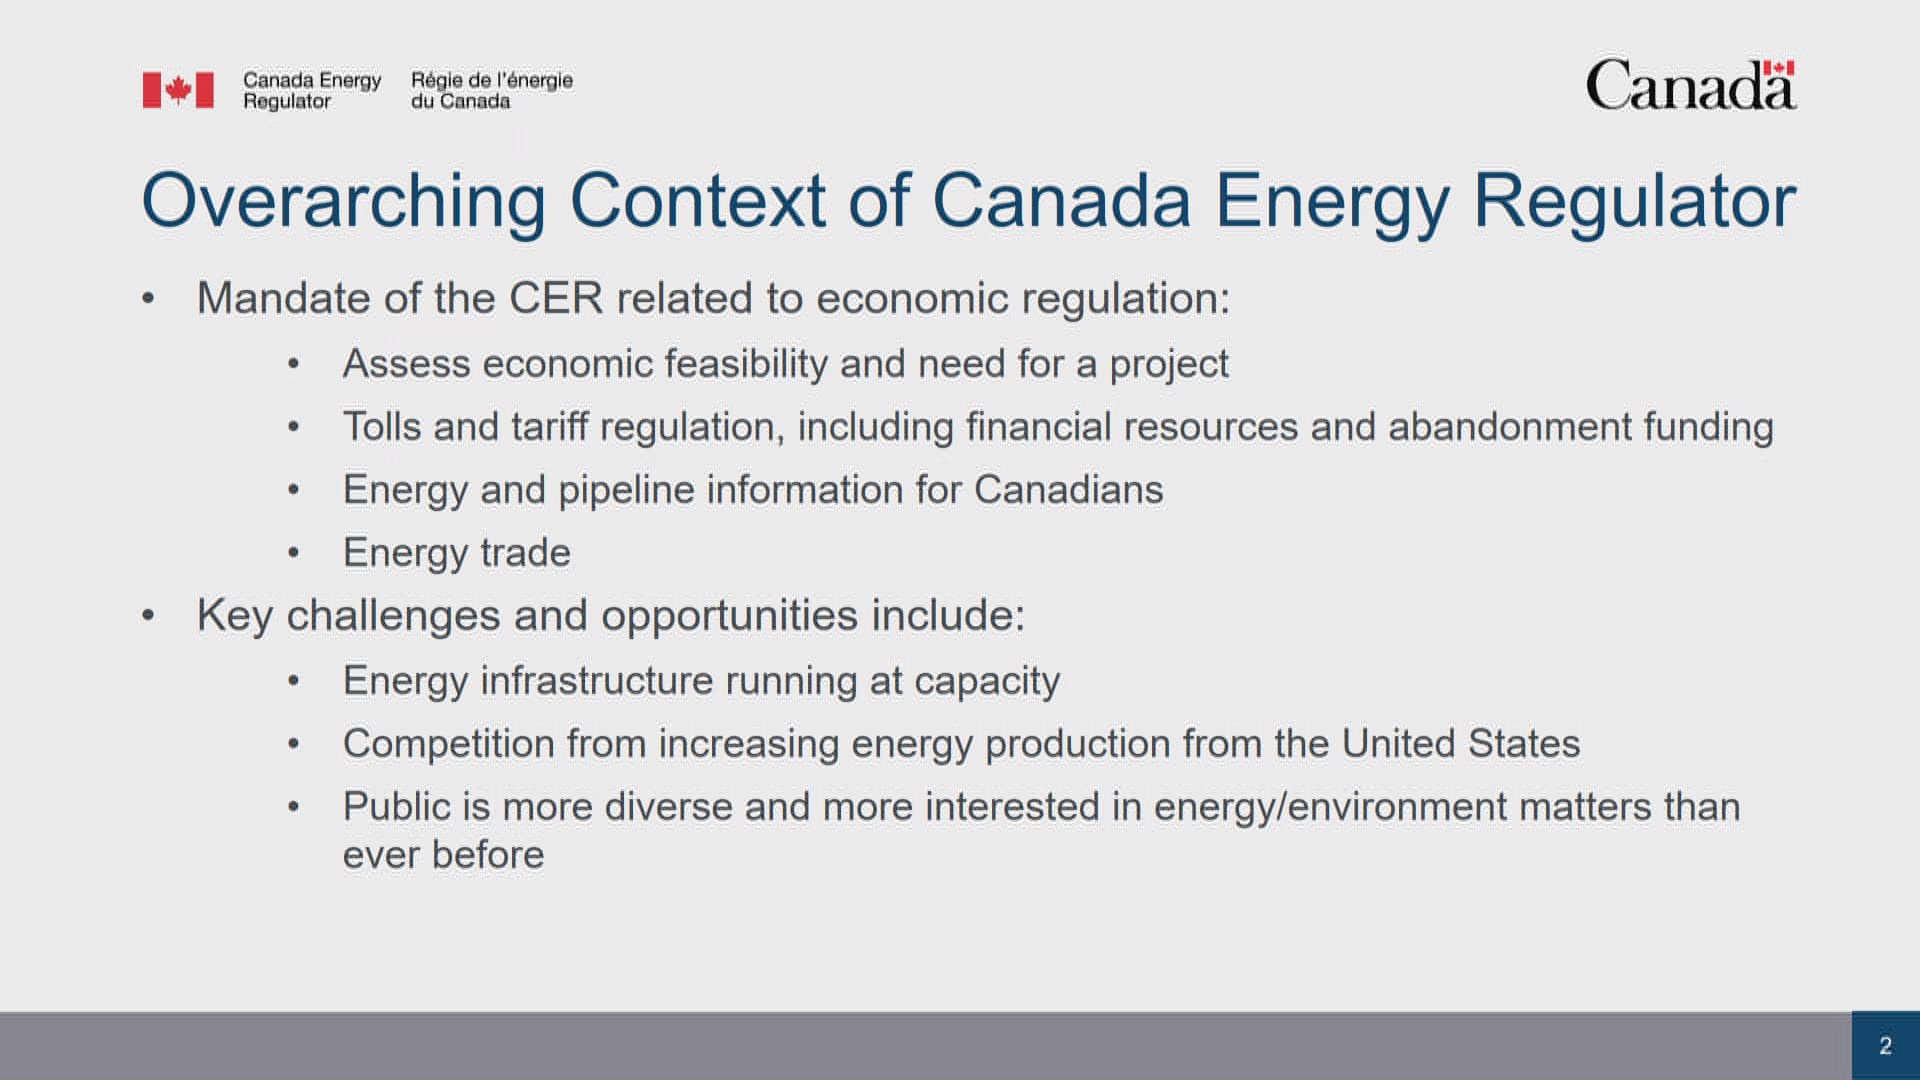 Canada Energy Regulator
Régie de l'énergie du Canada
Canada
Overarching Context of Canada Energy Regulator
• Mandate of the CER related to economic regulation:
• Assess economic feasibility and need for a project
• Tolls and tariff regulation, including financial resources and abandonment funding
• Energy and pipeline information for Canadians
• Energy trade
• Key challenges and opportunities include:
• Energy infrastructure running at capacity
• Competition from increasing energy production from the United States
• Public is more diverse and more interested in energy/environment matters than
ever before
2